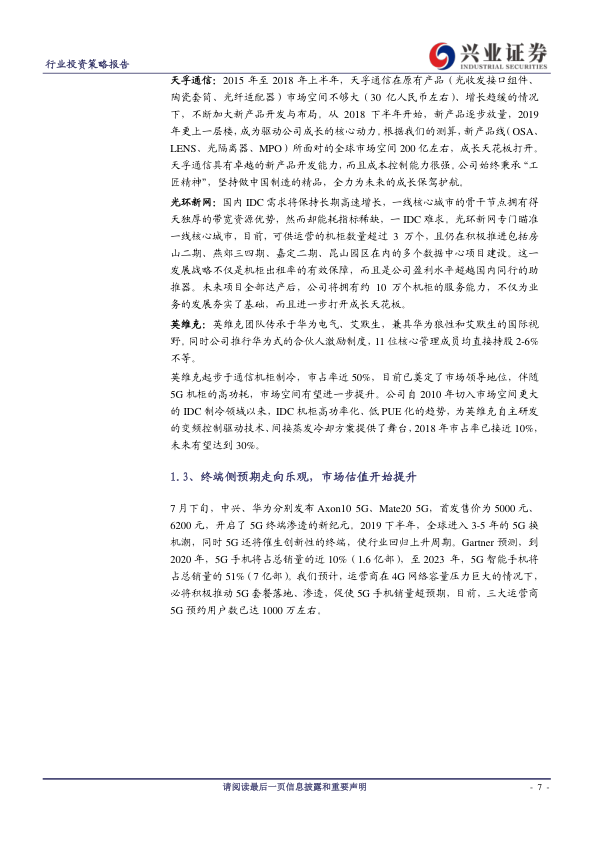 行业投资策略报告
兴业证券
INDUSTRIAL SECURITIES
天孚通信：2015 年至 2018 年上半年，天孚通信在原有产品（光收发接口组件、
陶瓷套筒、光纤适配器）市场空间不够大（30 亿人民币左右）、增长趋缓的情况
下，不断加大新产品开发与布局。从 2018 下半年开始，新产品逐步放量，2019
年更上一层楼，成为驱动公司成长的核心动力。根据我们的测算，新产品线（OSA、
LENS、光隔离器、MPO）所面对的全球市场空间 200 亿左右，成长天花板打开。
天孚通信具有卓越的新产品开发能力，而且成本控制能力很强。公司始终秉承“工
匠精神”，坚持做中国制造的精品，全力为未来的成长保驾护航。
光环新网：国内 IDC 需求将保持长期高速增长，一线核心城市的骨干节点拥有得
天独厚的带宽资源优势，然而却能耗指标稀缺，一 IDC 难求。光环新网专门瞄准
一线核心城市，目前，可供运营的机柜数量超过 3 万个，且仍在积极推进包括房
山二期、燕郊三四期、嘉定二期、昆山园区在内的多个数据中心项目建设。这一
发展战略不仅是机柜出租率的有效保障，而且是公司盈利水平超越国内同行的助
推器。未来项目全部达产后，公司将拥有约 10 万个机柜的服务能力，不仅为业
务的发展夯实了基础，而且进一步打开成长天花板。
英维克：英维克团队传承于华为电气、艾默生，兼具华为狼性和艾默生的国际视
野。同时公司推行华为式的合伙人激励制度，11 位核心管理成员均直接持股 2-6%
不等。
英维克起步于通信机柜制冷，市占率近 50%，目前已奠定了市场领导地位，伴随
5G 机柜的高功耗，市场空间有望进一步提升。公司自 2010 年切入市场空间更大
的 IDC 制冷领域以来，IDC 机柜高功率化、低 PUE 化的趋势，为英维克自主研发
的变频控制驱动技术、间接蒸发冷却方案提供了舞台，2018 年市占率已接近 10%，
未来有望达到 30%。
1.3、终端侧预期走向乐观，市场估值开始提升
7 月下旬，中兴、华为分别发布 Axon10 5G、Mate20 5G，首发售价为 5000 元、
6200 元，开启了 5G 终端渗透的新纪元。2019 下半年，全球进入 3-5 年的 5G 换
机潮，同时 5G 还将催生创新性的终端，使行业回归上升周期。Gartner 预测，到
2020 年，5G 手机将占总销量的近 10%（1.6 亿部），至 2023 年，5G 智能手机将
占总销量的 51%（7 亿部）。我们预计，运营商在 4G 网络容量压力巨大的情况下，
必将积极推动 5G 套餐落地、渗透，促使 5G 手机销量超预期，目前，三大运营商
5G 预约用户数已达 1000 万左右。
请阅读最后一页信息披露和重要声明
- 7 -